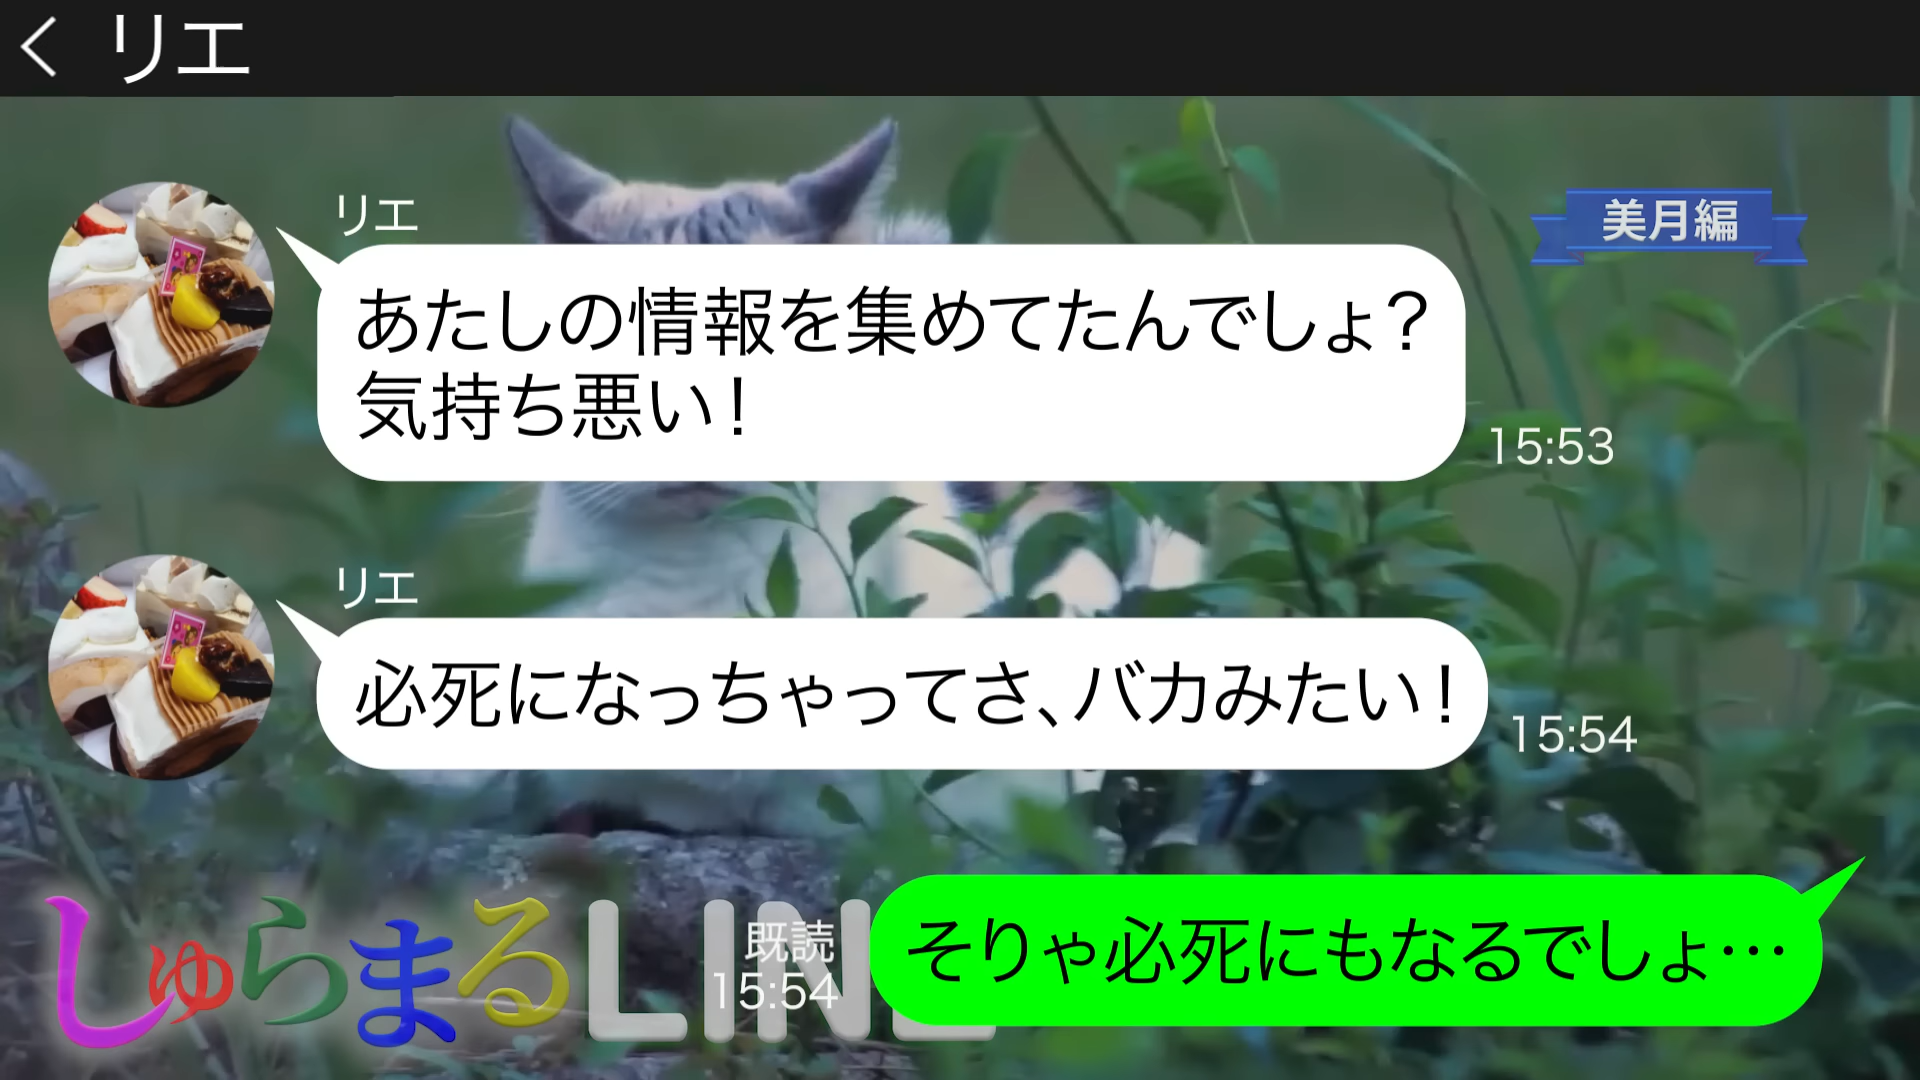 リエ
美月編
リエ
あたしの情報を集めてたんでしょ？
気持ち悪い！
15:53
リエ
必死になっちゃってさ、バカみたい！
15:54
そりゃ必死にもなるでしょ…
既読
15:54
しゅらまるLINE